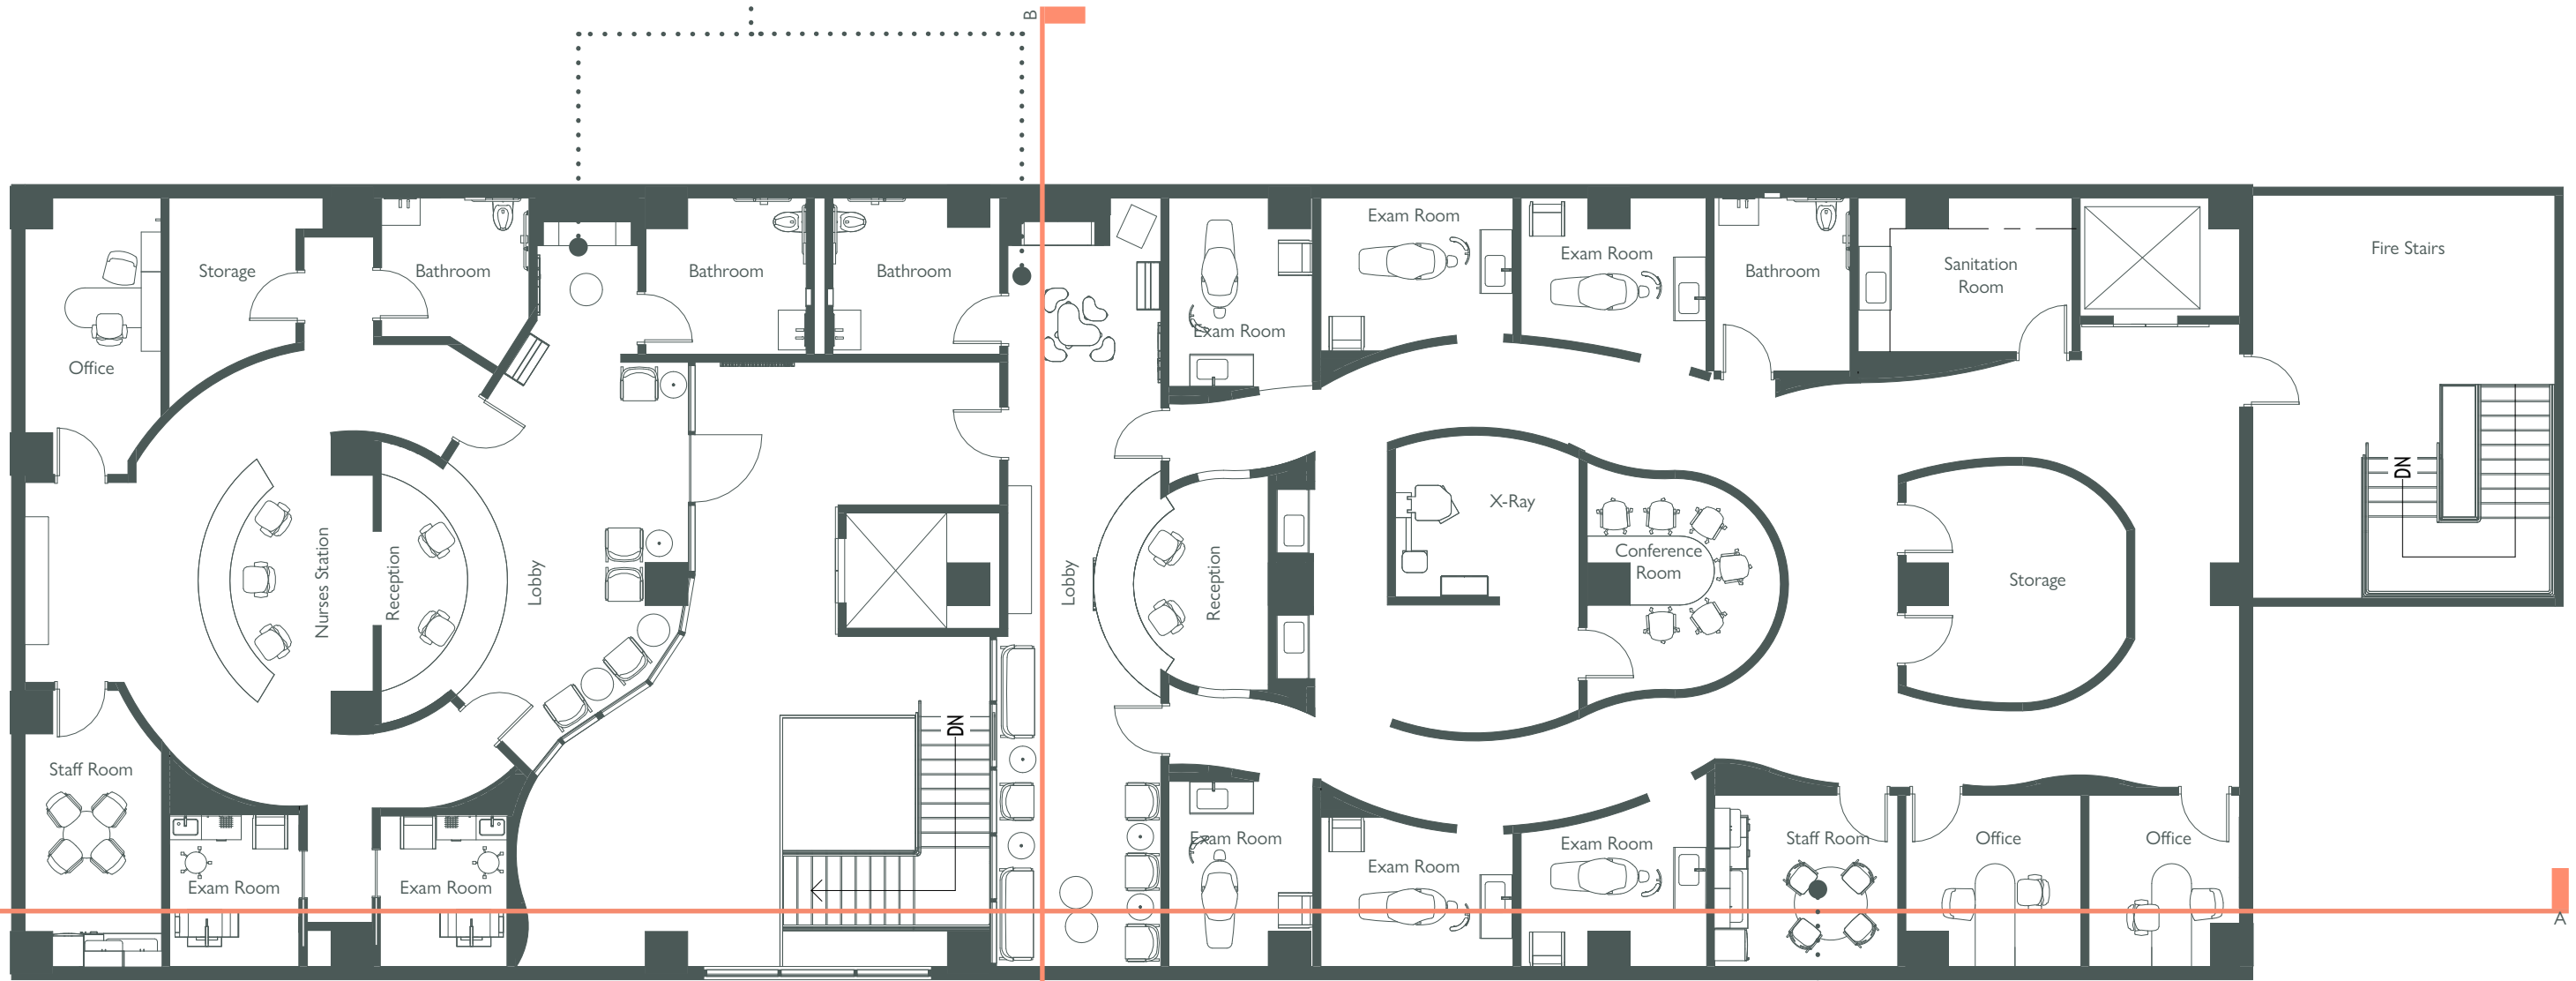 B
Exam Room
Fire Stairs
Exam Room
Storage
Bathroom
Bathroom
Bathroom
Bathroom
Sanitation
Room
Exam Room
Office
DN
X-Ray
Nurses Station
Reception
Lobby
Lobby
Reception
Conference
Room
Storage
DN
Staff Room
Exam Room
Exam Room
Exam Room
Staff Room
Office
Office
Exam Room
Exam Room
Exam Room
A